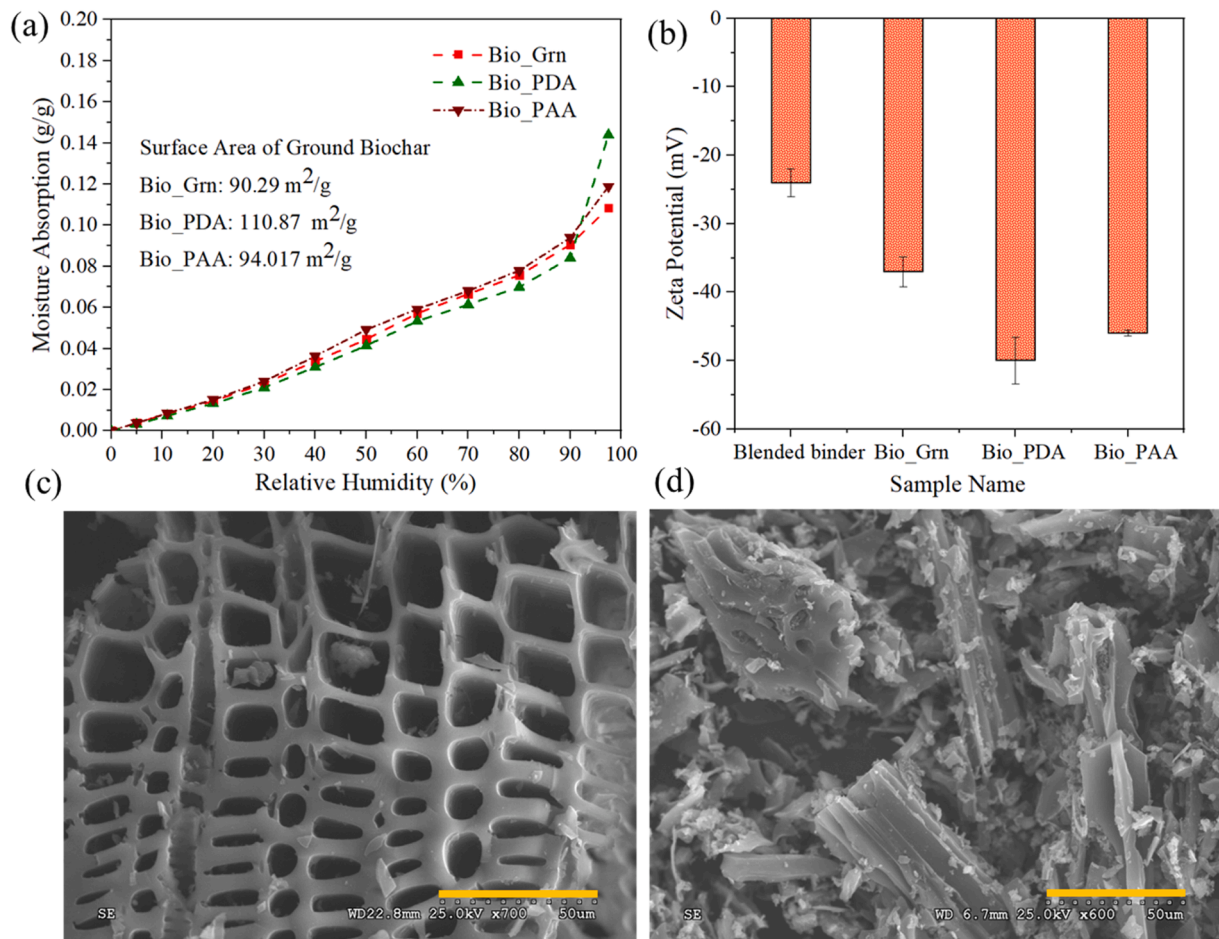 (a)
0.20
0.18
0.16
0.14
0.12
0.10
0.08
0.06
0.04
0.02
0.00
Moisture Absorption (g/g)
Bio_Grn
Bio_PDA
Bio_PAA
Surface Area of Ground Biochar
Bio_Grn: 90.29 m²/g
Bio_PDA: 110.87 m²/g
Bio_PAA: 94.017 m²/g
0 10 20 30 40 50 60 70 80 90 100
Relative Humidity (%)
(b)
0
-10
-20
-30
-40
-50
-60
Zeta Potential (mV)
Blended binder Bio_Grn Bio_PDA Bio_PAA
Sample Name
(c)
SE WD22.8mm 25.0kV x700 50um
(d)
SE WD 6.7mm 25.0kV x600 50um